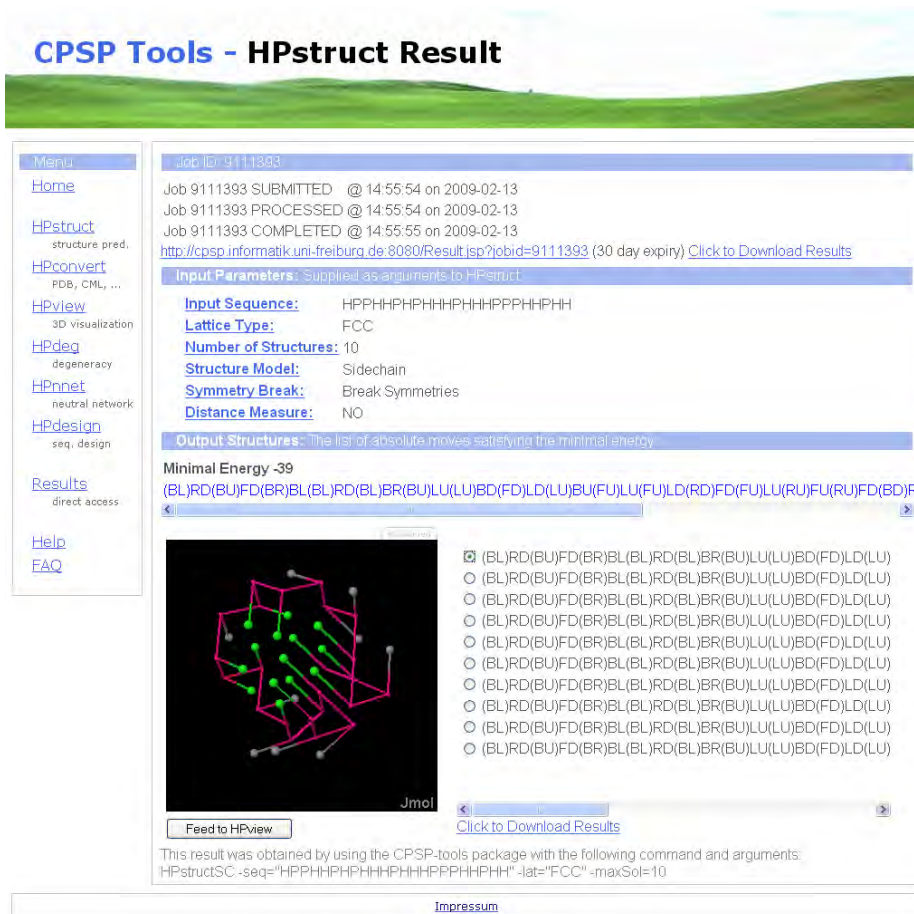 CPSP Tools - HPstruct Result
Menu
Home
HPstruct
structure pred.
HPconvert
PDB, CML, ...
HPview
3D visualization
HPdeg
degeneracy
HPnnet
neutral network
HPdesign
seq. design
Results
direct access
Help
FAQ
Job ID: 9111393
Job 9111393 SUBMITTED @ 14:55:54 on 2009-02-13
Job 9111393 PROCESSED @ 14:55:54 on 2009-02-13
Job 9111393 COMPLETED @ 14:55:55 on 2009-02-13
http://cpsp.informatik.uni-freiburg.de:8080/Result.jsp?jobid=9111393 (30 day expiry) Click to Download Results
Input Parameters: Supplied as arguments to HPstruct
Input Sequence: HPPHHPHPHHHPHHHPPPHHPHH
Lattice Type: FCC
Number of Structures: 10
Structure Model: Sidechain
Symmetry Break: Break Symmetries
Distance Measure: NO
Output Structures: The list of absolute moves satisfying the minimal energy
Minimal Energy -39
(BL)RD(BU)FD(BR)BL(BL)RD(BL)BR(BU)LU(LU)BD(FD)LD(LU)BU(FU)LU(FU)LD(RD)FD(FU)LU(RU)FU(RU)FD(BD)R
(BL)RD(BU)FD(BR)BL(BL)RD(BL)BR(BU)LU(LU)BD(FD)LD(LU)
(BL)RD(BU)FD(BR)BL(BL)RD(BL)BR(BU)LU(LU)BD(FD)LD(LU)
(BL)RD(BU)FD(BR)BL(BL)RD(BL)BR(BU)LU(LU)BD(FD)LD(LU)
(BL)RD(BU)FD(BR)BL(BL)RD(BL)BR(BU)LU(LU)BD(FD)LD(LU)
(BL)RD(BU)FD(BR)BL(BL)RD(BL)BR(BU)LU(LU)BD(FD)LD(LU)
(BL)RD(BU)FD(BR)BL(BL)RD(BL)BR(BU)LU(LU)BD(FD)LD(LU)
(BL)RD(BU)FD(BR)BL(BL)RD(BL)BR(BU)LU(LU)BD(FD)LD(LU)
(BL)RD(BU)FD(BR)BL(BL)RD(BL)BR(BU)LU(LU)BD(FD)LD(LU)
(BL)RD(BU)FD(BR)BL(BL)RD(BL)BR(BU)LU(LU)BD(FD)LD(LU)
(BL)RD(BU)FD(BR)BL(BL)RD(BL)BR(BU)LU(LU)BD(FD)LD(LU)
Jmol
Feed to HPview
Click to Download Results
This result was obtained by using the CPSP-tools package with the following command and arguments:
HPstructSC -seq="HPPHHPHPHHHPHHHPPPHHPHH" -lat="FCC" -maxSol=10
Impressum